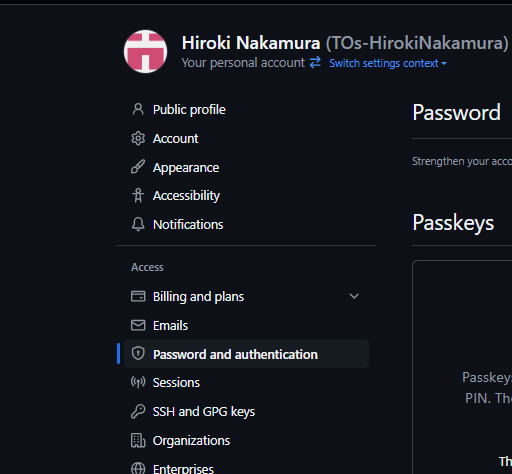 Hiroki Nakamura (TOs-HirokiNakamura)
Your personal account Switch settings context
Public profile
Account
Appearance
Accessibility
Notifications
Access
Billing and plans
Emails
Password and authentication
Sessions
SSH and GPG keys
Organizations
Enterprises
Password
Strengthen your acco
Passkeys
Passkeys
PIN. The
Th